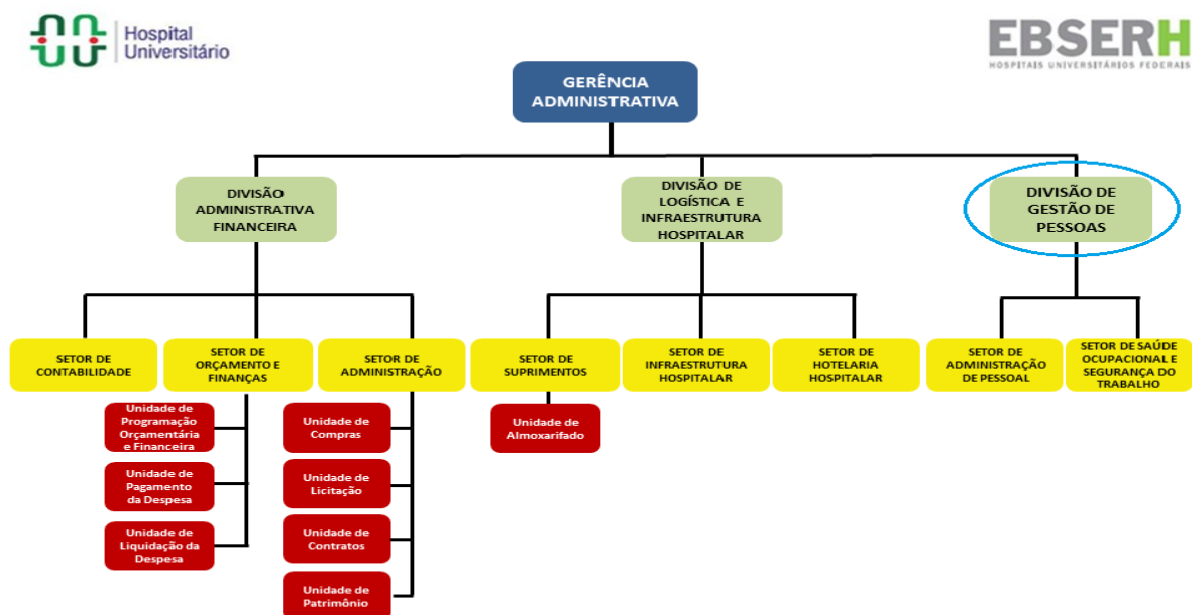 Hospital
Universitário
EBSERH
HOSPITAIS UNIVERSITÁRIOS FEDERAIS
GERÊNCIA
ADMINISTRATIVA
DIVISÃO
ADMINISTRATIVA
FINANCEIRA
DIVISÃO DE
LOGÍSTICA E
INFRAESTRUTURA
HOSPITALAR
DIVISÃO DE
GESTÃO DE
PESSOAS
SETOR DE
CONTABILIDADE
SETOR DE
ORÇAMENTO E
FINANÇAS
SETOR DE
ADMINISTRAÇÃO
SETOR DE
SUPRIMENTOS
SETOR DE
INFRAESTRUTURA
HOSPITALAR
SETOR DE
HOTELARIA
HOSPITALAR
SETOR DE
ADMINISTRAÇÃO
DE PESSOAL
SETOR DE SAÚDE
OCUPACIONAL E
SEGURANÇA DO
TRABALHO
Unidade de
Programação
Orçamentária
e Financeira
Unidade de
Pagamento
da Despesa
Unidade de
Liquidação da
Despesa
Unidade de
Compras
Unidade de
Licitação
Unidade de
Contratos
Unidade de
Patrimônio
Unidade de
Almoxarifado